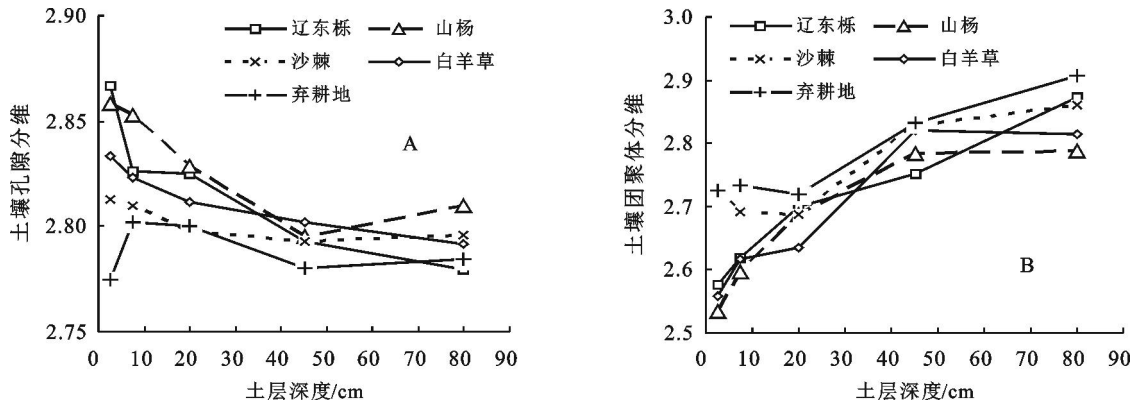 2.90
2.85
2.80
2.75
土壤孔隙分维
辽东栎 山杨
沙棘 白羊草
弃耕地
A
0 10 20 30 40 50 60 70 80 90
土层深度/cm
3.0
2.9
2.8
2.7
2.6
2.5
土壤团聚体分维
辽东栎 山杨
沙棘 白羊草
弃耕地
B
0 10 20 30 40 50 60 70 80 90
土层深度/cm